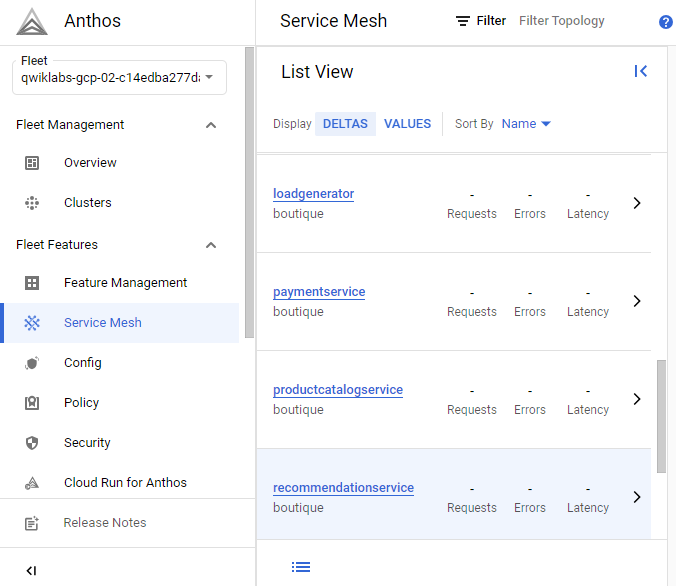 Anthos
Fleet
qwiklabs-gcp-02-c14edba277da
Fleet Management
Overview
Clusters
Fleet Features
Feature Management
Service Mesh
Config
Policy
Security
Cloud Run for Anthos
Release Notes
Service Mesh
Filter Filter Topology
List View
Display DELTAS VALUES Sort By Name
loadgenerator - - -
boutique Requests Errors Latency
paymentservice - - -
boutique Requests Errors Latency
productcatalogservice - - -
boutique Requests Errors Latency
recommendationservice - - -
boutique Requests Errors Latency